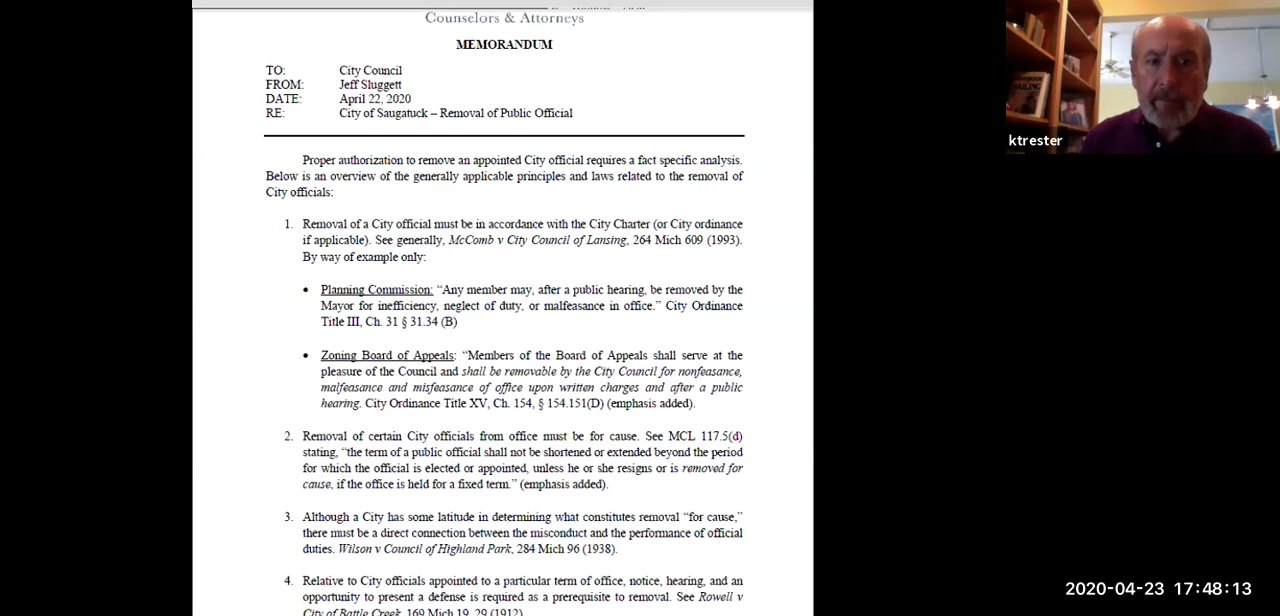 Counselors & Attorneys
MEMORANDUM
TO: City Council
FROM: Jeff Sluggett
DATE: April 22, 2020
RE: City of Saugatuck – Removal of Public Official
Proper authorization to remove an appointed City official requires a fact specific analysis.
Below is an overview of the generally applicable principles and laws related to the removal of
City officials:
1. Removal of a City official must be in accordance with the City Charter (or City ordinance
if applicable). See generally, McComb v City Council of Lansing, 264 Mich 609 (1993).
By way of example only:
• Planning Commission: “Any member may, after a public hearing, be removed by the
Mayor for inefficiency, neglect of duty, or malfeasance in office.” City Ordinance
Title III, Ch. 31 § 31.34 (B)
• Zoning Board of Appeals: “Members of the Board of Appeals shall serve at the
pleasure of the Council and shall be removable by the City Council for nonfeasance,
malfeasance and misfeasance of office upon written charges and after a public
hearing. City Ordinance Title XV, Ch. 154, § 154.151(D) (emphasis added).
2. Removal of certain City officials from office must be for cause. See MCL 117.5(d)
stating, “the term of a public official shall not be shortened or extended beyond the period
for which the official is elected or appointed, unless he or she resigns or is removed for
cause, if the office is held for a fixed term.” (emphasis added).
3. Although a City has some latitude in determining what constitutes removal “for cause,”
there must be a direct connection between the misconduct and the performance of official
duties. Wilson v Council of Highland Park, 284 Mich 96 (1938).
4. Relative to City officials appointed to a particular term of office, notice, hearing, and an
opportunity to present a defense is required as a prerequisite to removal. See Rowell v
City of Battle Creek, 169 Mich 19, 29 (1912)
ktrester
2020-04-23 17:48:13